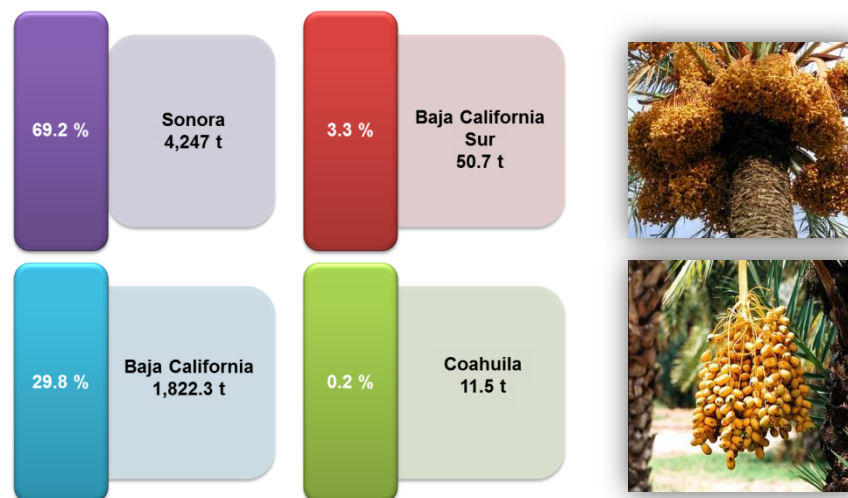 69.2 %
Sonora
4,247 t
3.3 %
Baja California
Sur
50.7 t
29.8 %
Baja California
1,822.3 t
0.2 %
Coahuila
11.5 t